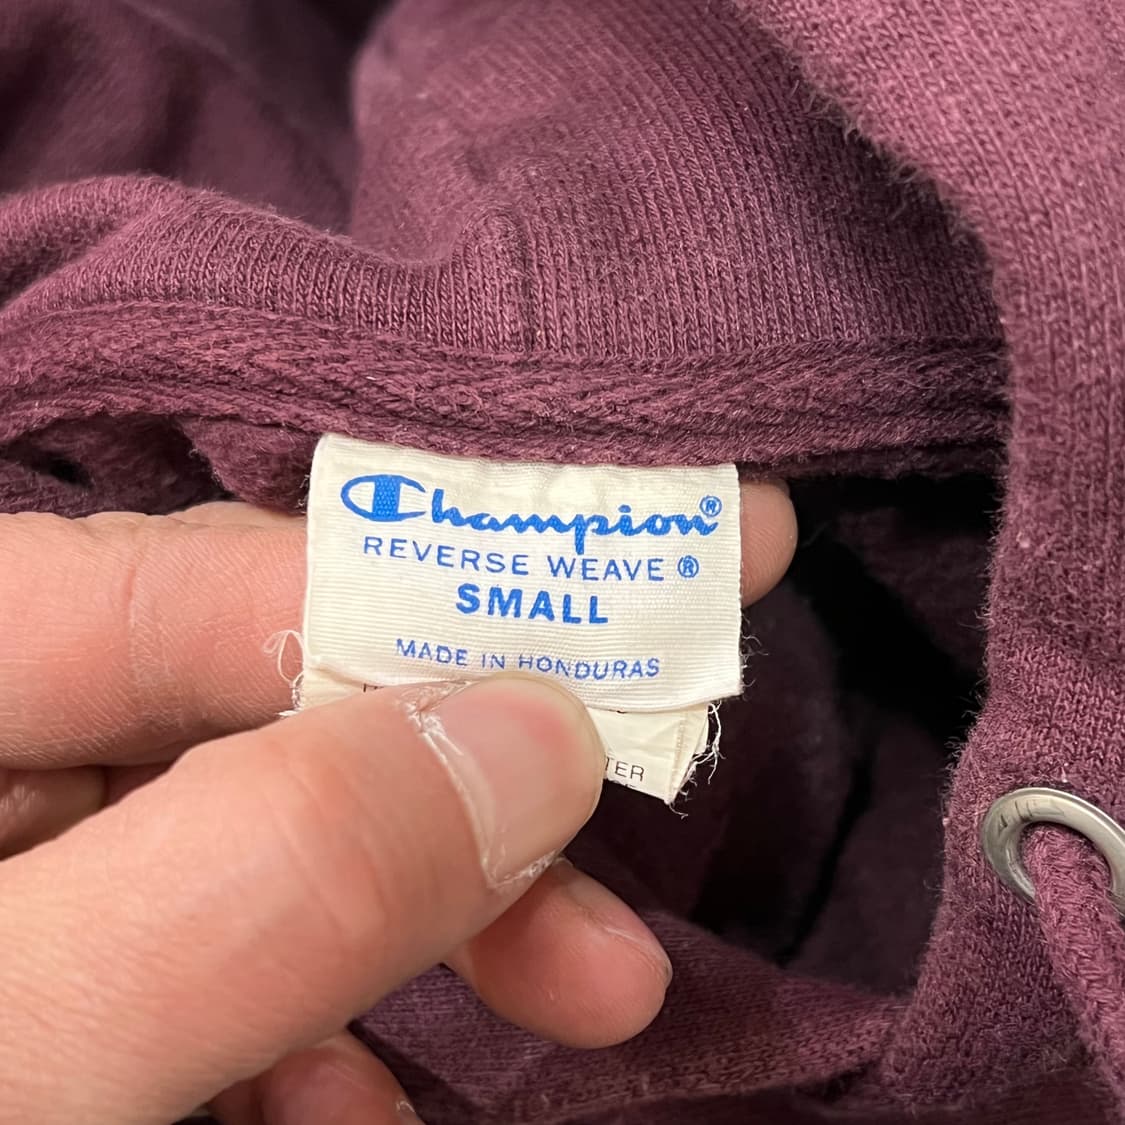 Champion®
REVERSE WEAVE ®
SMALL
MADE IN HONDURAS